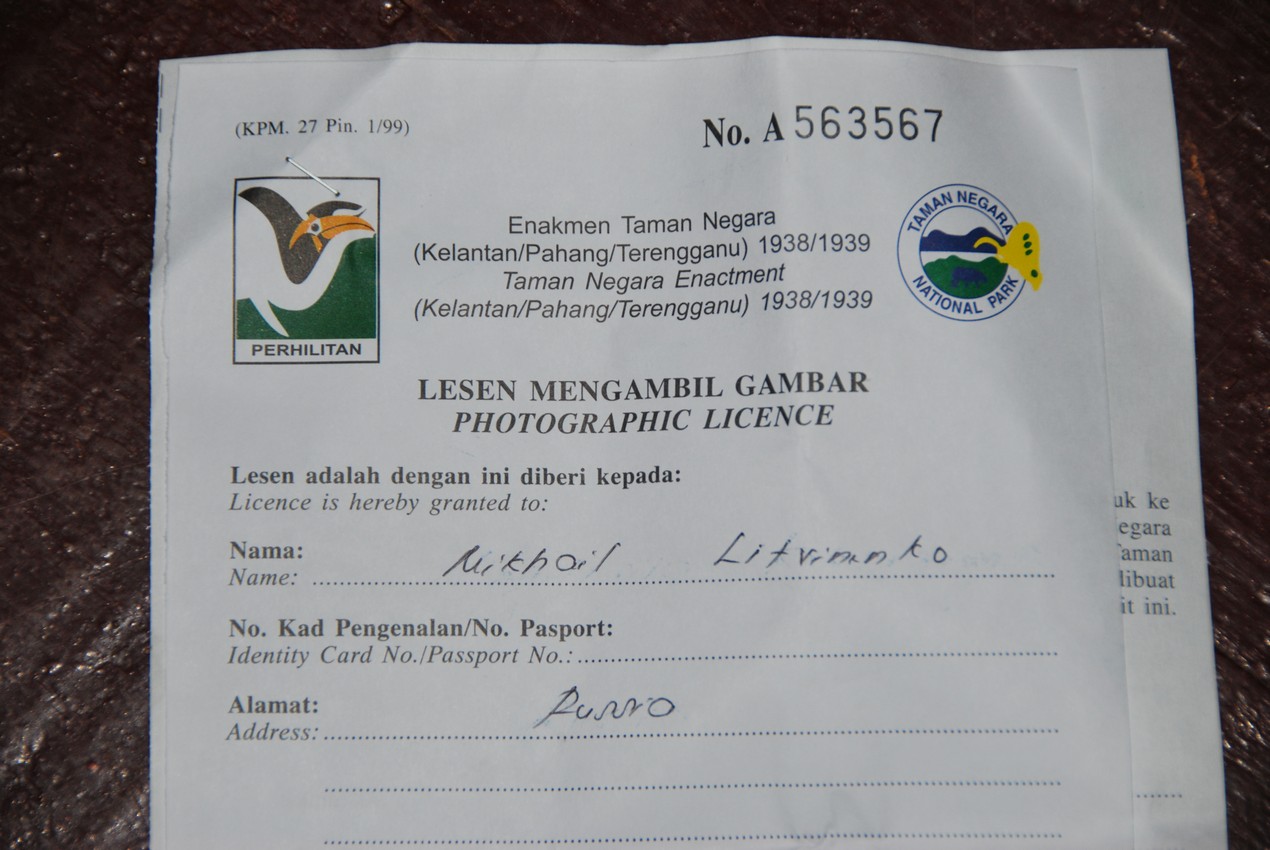 (KPM. 27 Pin. 1/99)
No. A 563567
PERHILITAN
Enakmen Taman Negara
(Kelantan/Pahang/Terengganu) 1938/1939
Taman Negara Enactment
(Kelantan/Pahang/Terengganu) 1938/1939
TAMAN NEGARA
NATIONAL PARK
LESEN MENGAMBIL GAMBAR
PHOTOGRAPHIC LICENCE
Lesen adalah dengan ini diberi kepada:
Licence is hereby granted to:
Nama: Mikhail
Name:
No. Kad Pengenalan/No. Pasport:
Identity Card No./Passport No.:
Alamat:
Address:
uk ke
egara
Taman
dibuat
it ini.